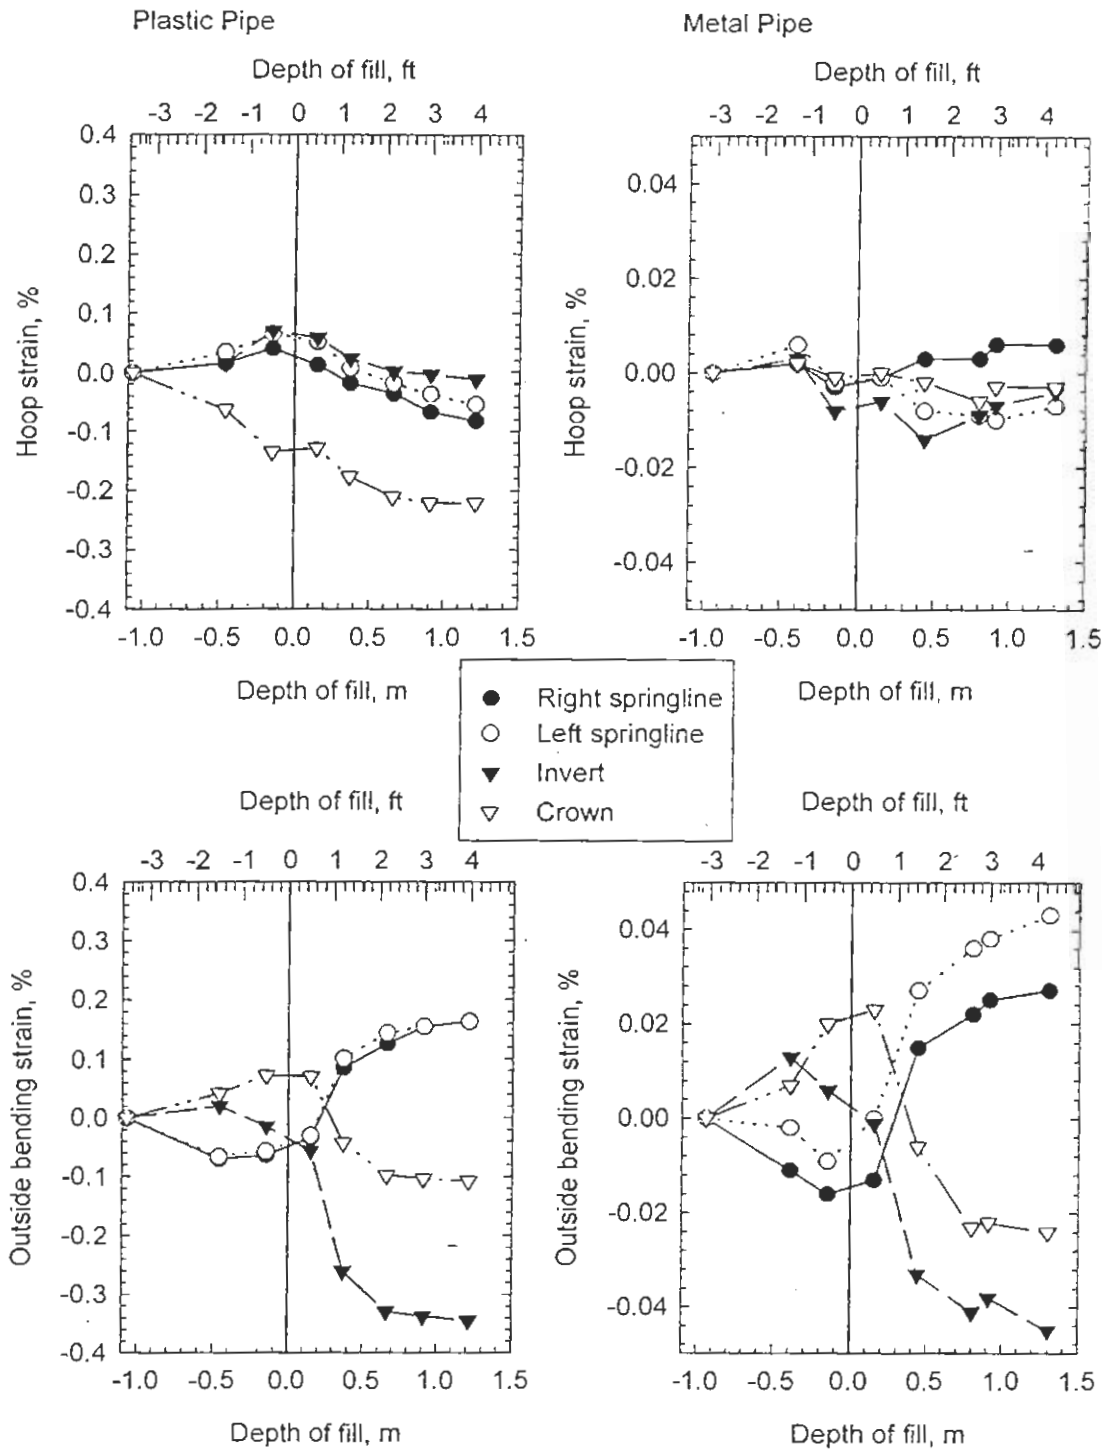 Plastic Pipe
Metal Pipe
Depth of fill, ft
Depth of fill, ft
-3 -2 -1 0 1 2 3 4
-3 -2 -1 0 1 2 3 4
0.4
0.3
0.2
0.1
0.0
-0.1
-0.2
-0.3
-0.4
Hoop strain, %
0.04
0.02
0.00
-0.02
-0.04
Hoop strain, %
-1.0 -0.5 0.0 0.5 1.0 1.5
-1.0 -0.5 0.0 0.5 1.0 1.5
Depth of fill, m
Depth of fill, m
Right springline
Left springline
Invert
Crown
Depth of fill, ft
Depth of fill, ft
-3 -2 -1 0 1 2 3 4
-3 -2 -1 0 1 2 3 4
0.4
0.3
0.2
0.1
0.0
-0.1
-0.2
-0.3
-0.4
Outside bending strain, %
0.04
0.02
0.00
-0.02
-0.04
Outside bending strain, %
-1.0 -0.5 0.0 0.5 1.0 1.5
-1.0 -0.5 0.0 0.5 1.0 1.5
Depth of fill, m
Depth of fill, m